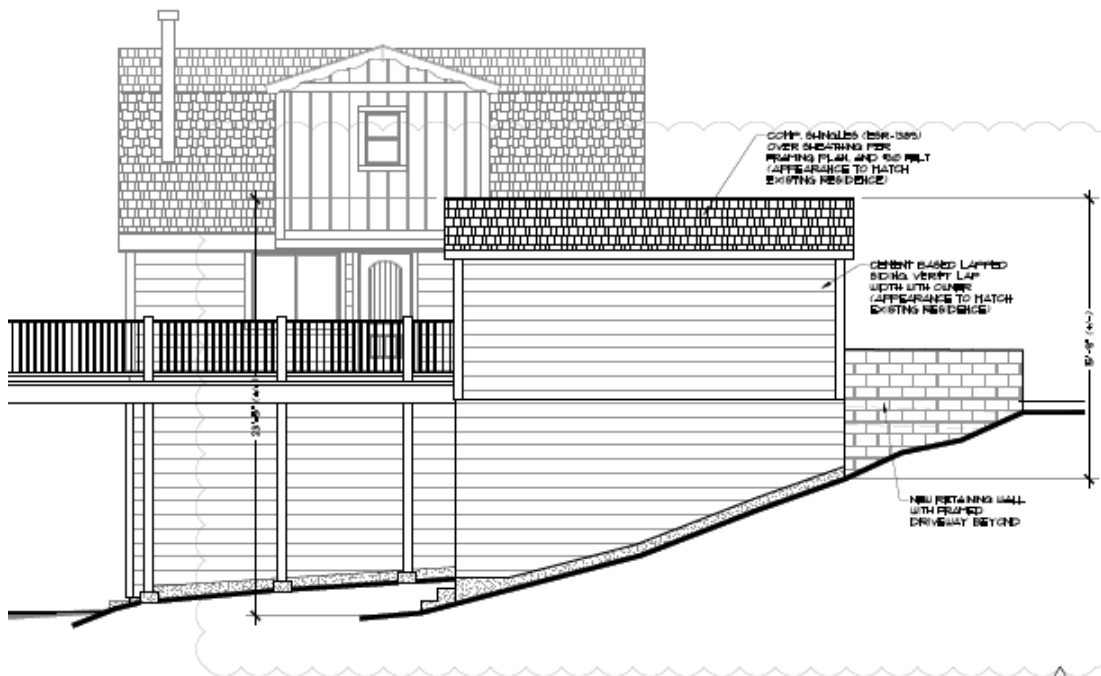 COMP. SHINGLES (ESR-1389)
OVER SHEATHING PER
FRAMING PLAN, AND 30 FELT
(APPEARANCE TO MATCH
EXISTING RESIDENCE)
CEMENT BASED LAPPED
SIDING. VERIFY LAP
WIDTH WITH OWNER
(APPEARANCE TO MATCH
EXISTING RESIDENCE)
(+/-)
(+/-)
NEW RETAINING WALL
WITH FRAMED
DRIVEWAY BEYOND